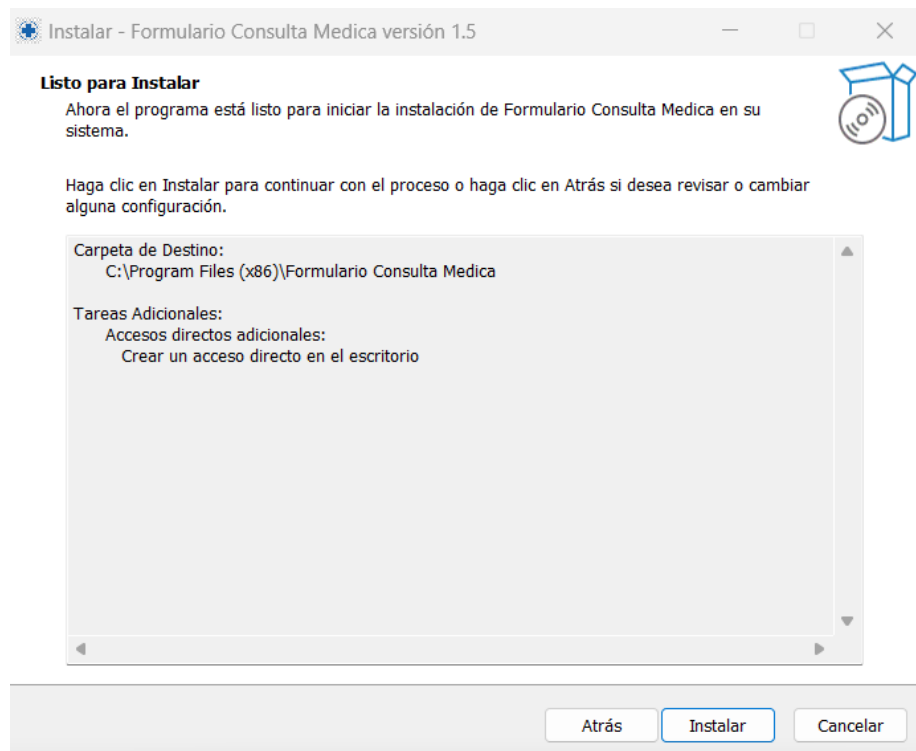 Instalar - Formulario Consulta Medica versión 1.5
Listo para Instalar
Ahora el programa está listo para iniciar la instalación de Formulario Consulta Medica en su
sistema.
Haga clic en Instalar para continuar con el proceso o haga clic en Atrás si desea revisar o cambiar
alguna configuración.
Carpeta de Destino:
C:\Program Files (x86)\Formulario Consulta Medica
Tareas Adicionales:
Accesos directos adicionales:
Crear un acceso directo en el escritorio
Atrás
Instalar
Cancelar